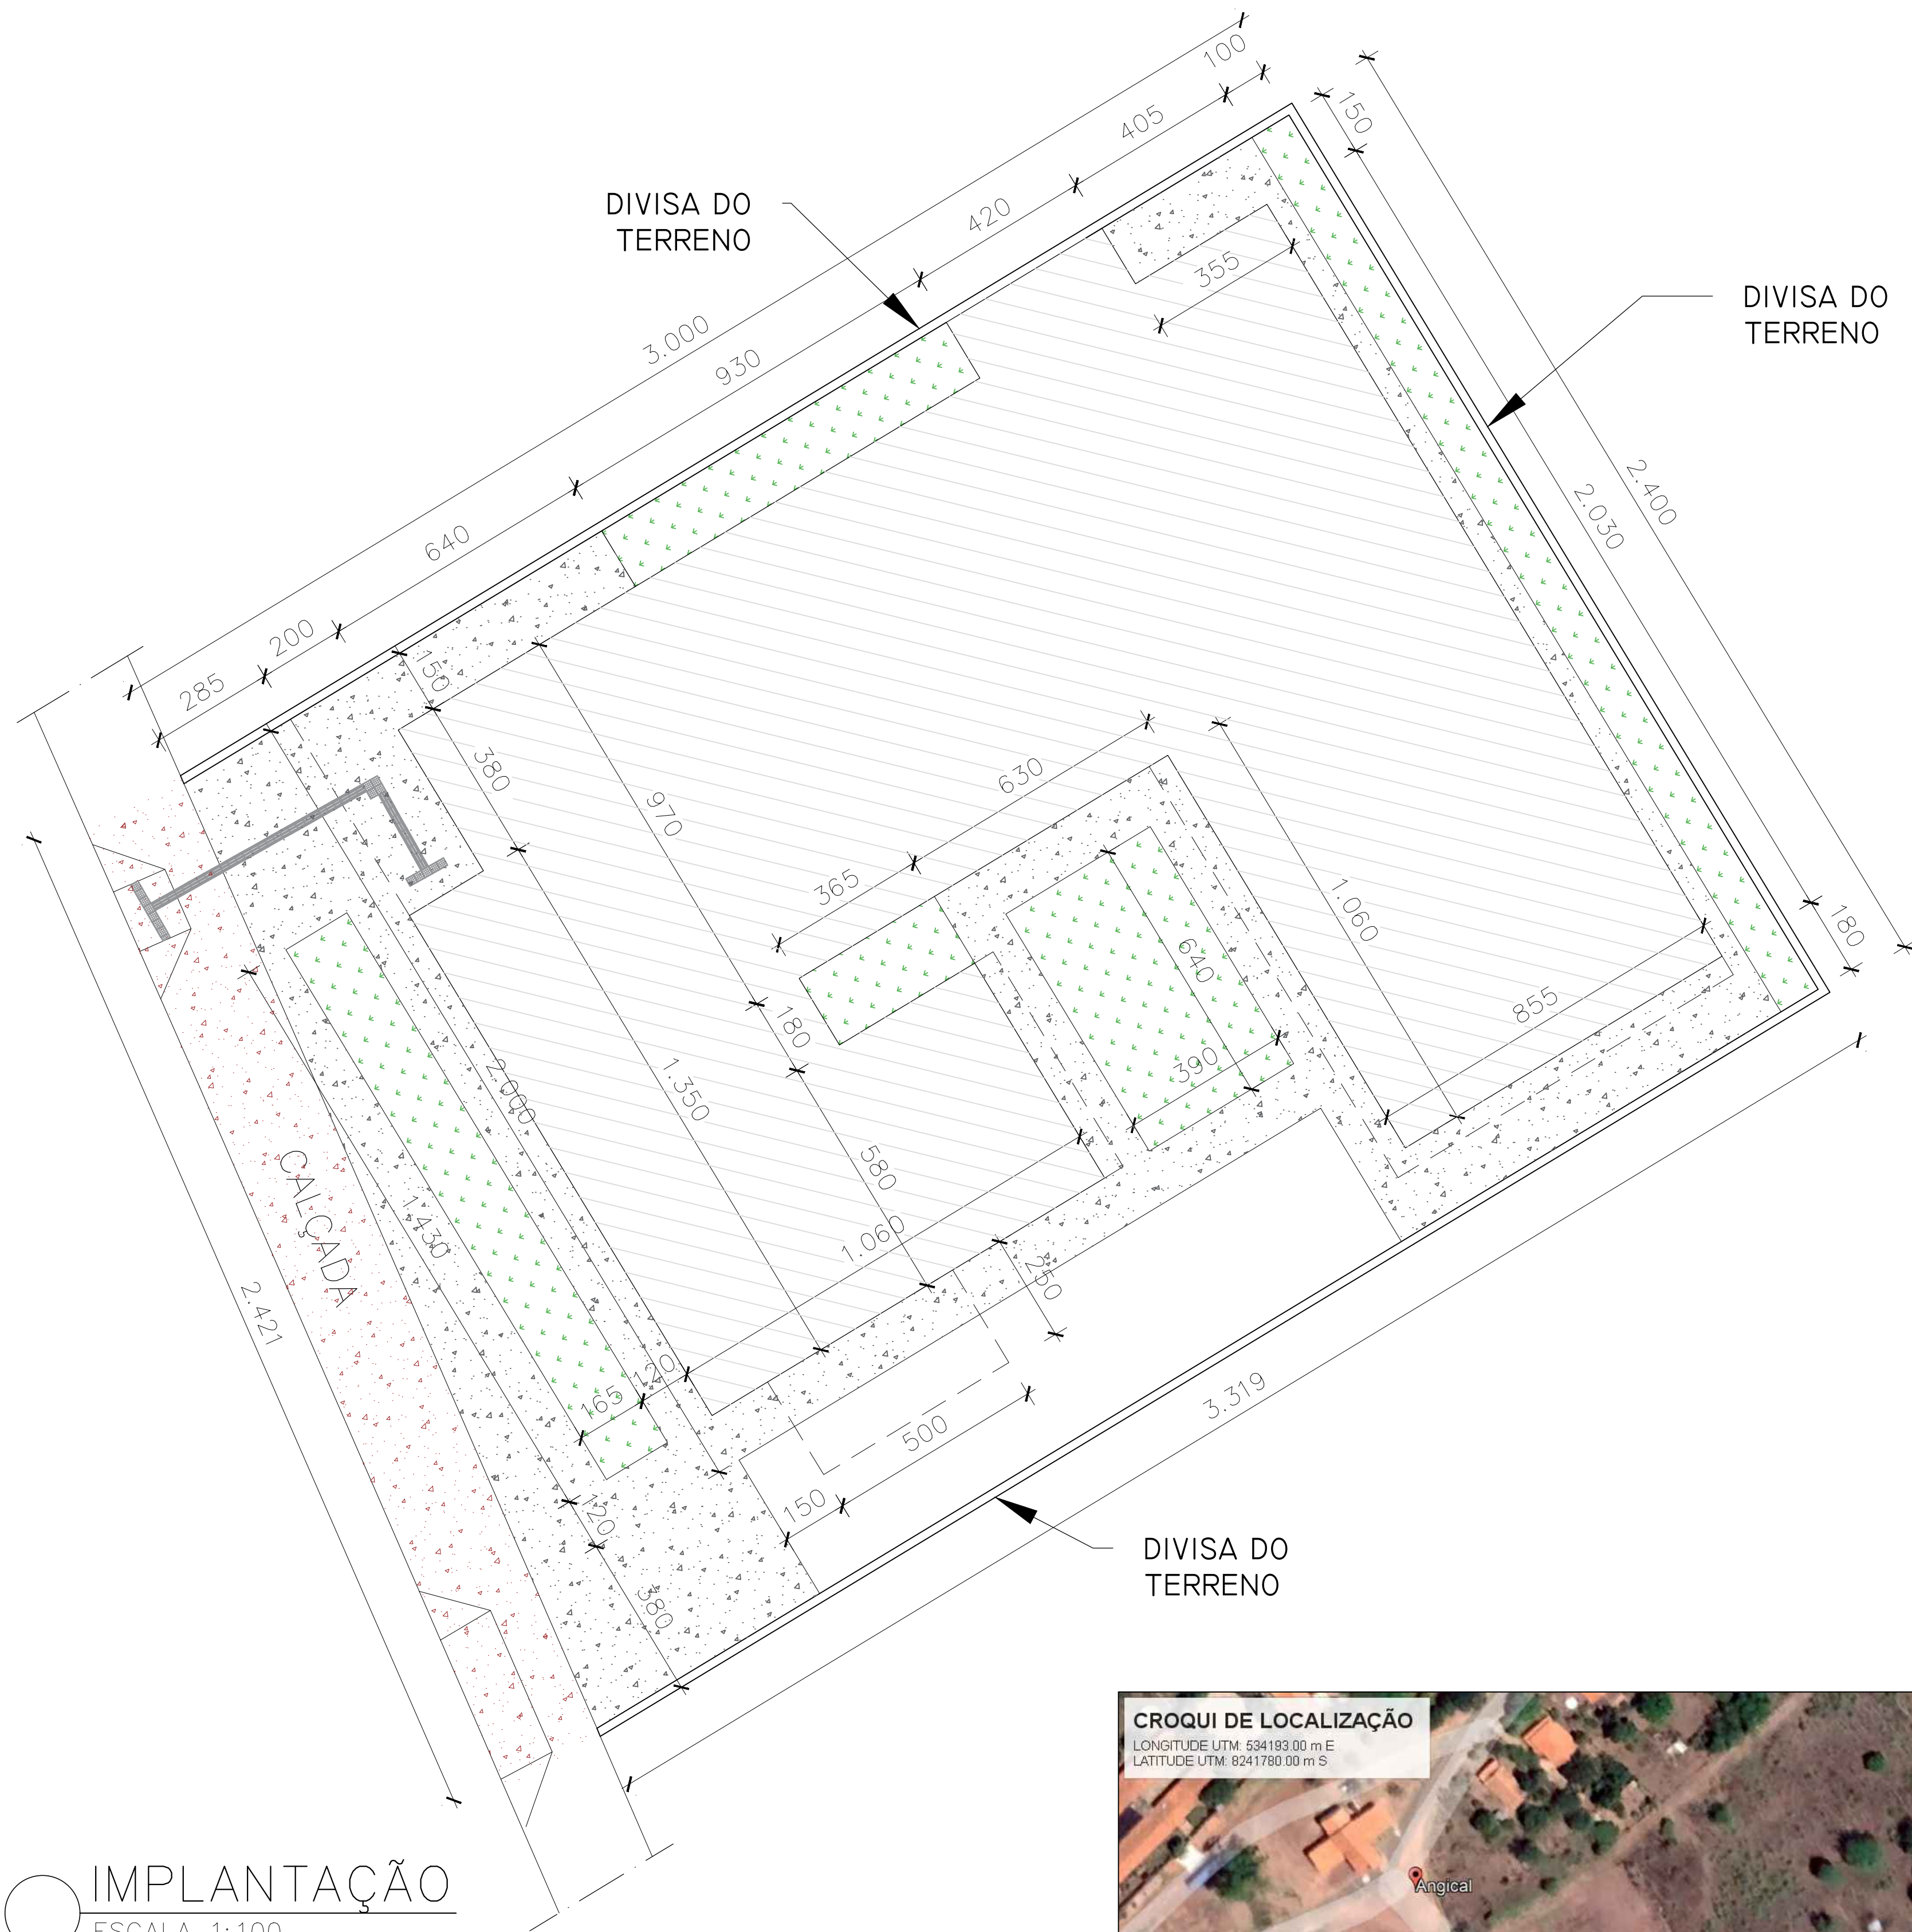 100
405
150
DIVISA DO
TERRENO
420
355
DIVISA DO
TERRENO
3.000
930
2.400
2.030
640
200
285
150
380
970
630
365
1.060
180
640
180
855
390
2.000
1.350
580
1.060
250
CALÇADA
1.430
2.421
165
120
500
150
3.319
120
380
DIVISA DO
TERRENO
CROQUI DE LOCALIZAÇÃO
LONGITUDE UTM: 534193.00 m E
LATITUDE UTM: 8241780.00 m S
Angical
IMPLANTAÇÃO
ESCALA 1:100